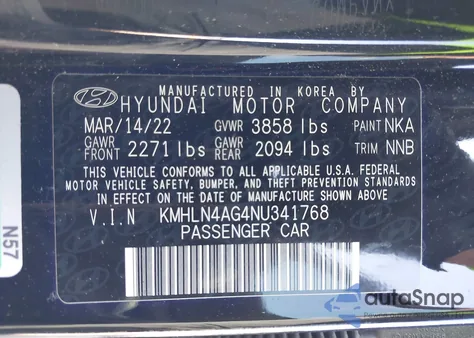 MANUFACTURED IN KOREA BY
HYUNDAI MOTOR COMPANY
MAR/14/22 GVWR 3858 lbs PAINT NKA
GAWR FRONT 2271 lbs GAWR REAR 2094 lbs TRIM NNB
THIS VEHICLE CONFORMS TO ALL APPLICABLE U.S.A. FEDERAL
MOTOR VEHICLE SAFETY, BUMPER, AND THEFT PREVENTION STANDARDS
IN EFFECT ON THE DATE OF MANUFACTURE SHOWN ABOVE.
V.I.N KMHLN4AG4NU341768
PASSENGER CAR
N57
autoSnap